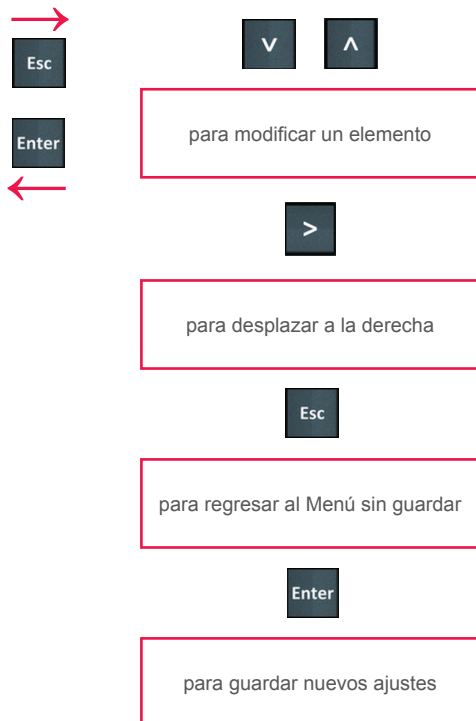 Esc
Enter
v ʌ
para modificar un elemento
>
para desplazar a la derecha
Esc
para regresar al Menú sin guardar
Enter
para guardar nuevos ajustes